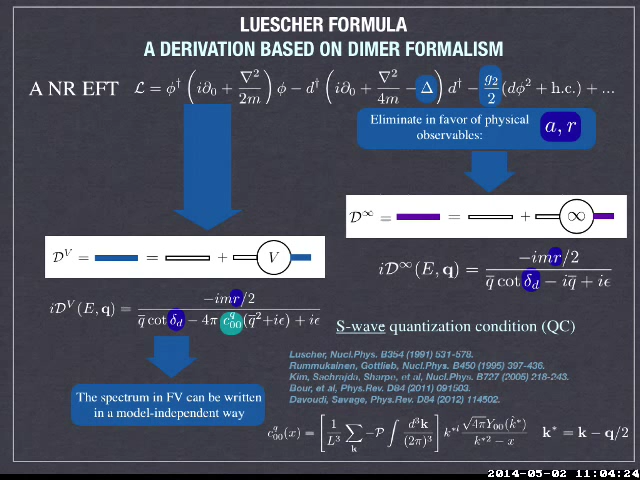 LUESCHER FORMULA
A DERIVATION BASED ON DIMER FORMALISM
A NR EFT  ℒ = φ† (i∂₀ + ∇²/2m) φ − d† (i∂₀ + ∇²/4m − Δ) d† − g₂/2 (dφ² + h.c.) + ...
Eliminate in favor of physical
observables:
a, r
𝒟^∞ = = + ∞
𝒟^V = = + V
i𝒟^∞(E, q) = −imr/2 / (q̄ cot δ_d − iq̄ + iε)
i𝒟^V(E, q) = −imr/2 / (q̄ cot δ_d − 4π c^q_00(q̄² + iε) + iε)
S-wave quantization condition (QC)
Luscher, Nucl.Phys. B354 (1991) 531-578.
Rummukainen, Gottlieb, Nucl.Phys. B450 (1995) 397-436.
Kim, Sachrajda, Sharpe, et al, Nucl.Phys. B727 (2005) 218-243.
Bour, et al, Phys.Rev. D84 (2011) 091503.
Davoudi, Savage, Phys.Rev. D84 (2012) 114502.
The spectrum in FV can be written
in a model-independent way
c^q_00(x) = [1/L³ ∑_k −𝒫 ∫ d³k/(2π)³] k*^l √4π Y₀₀(k̂*) / (k*² − x)  k* = k − q/2
2014-05-02 11:04:24